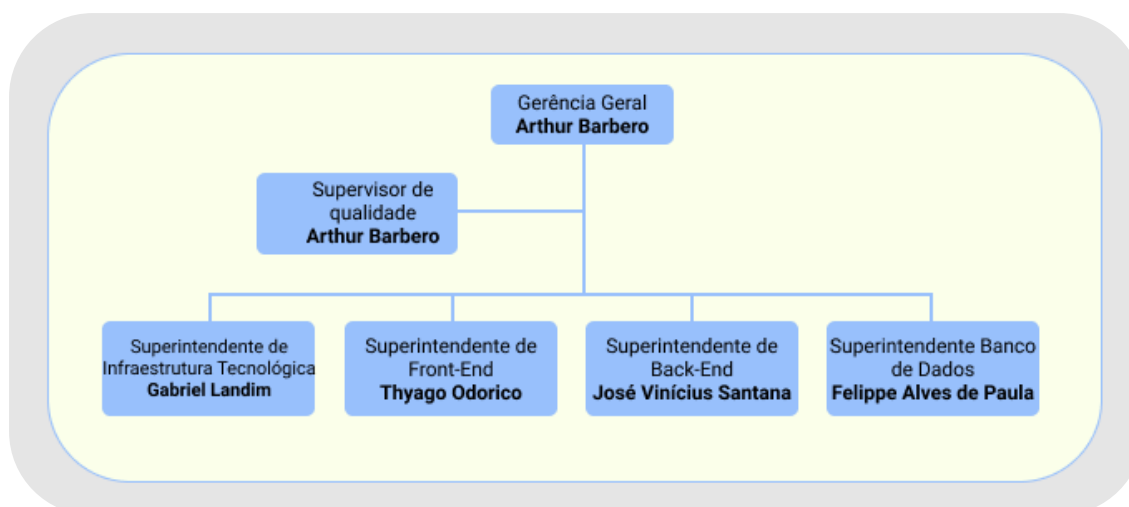 Gerência Geral
Arthur Barbero
Supervisor de
qualidade
Arthur Barbero
Superintendente de
Infraestrutura Tecnológica
Gabriel Landim
Superintendente de
Front-End
Thyago Odorico
Superintendente de
Back-End
José Vinícius Santana
Superintendente Banco
de Dados
Felippe Alves de Paula